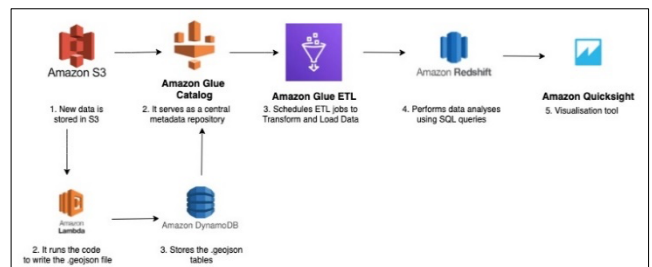 Amazon S3
1. New data is
stored in S3
Amazon Glue
Catalog
2. It serves as a central
metadata repository
Amazon Glue ETL
3. Schedules ETL jobs to
Transform and Load Data
Amazon Redshift
4. Performs data analyses
using SQL queries
Amazon Quicksight
5. Visualisation tool
Amazon
Lambda
2. It runs the code
to write the .geojson file
Amazon DynamoDB
3. Stores the .geojson
tables